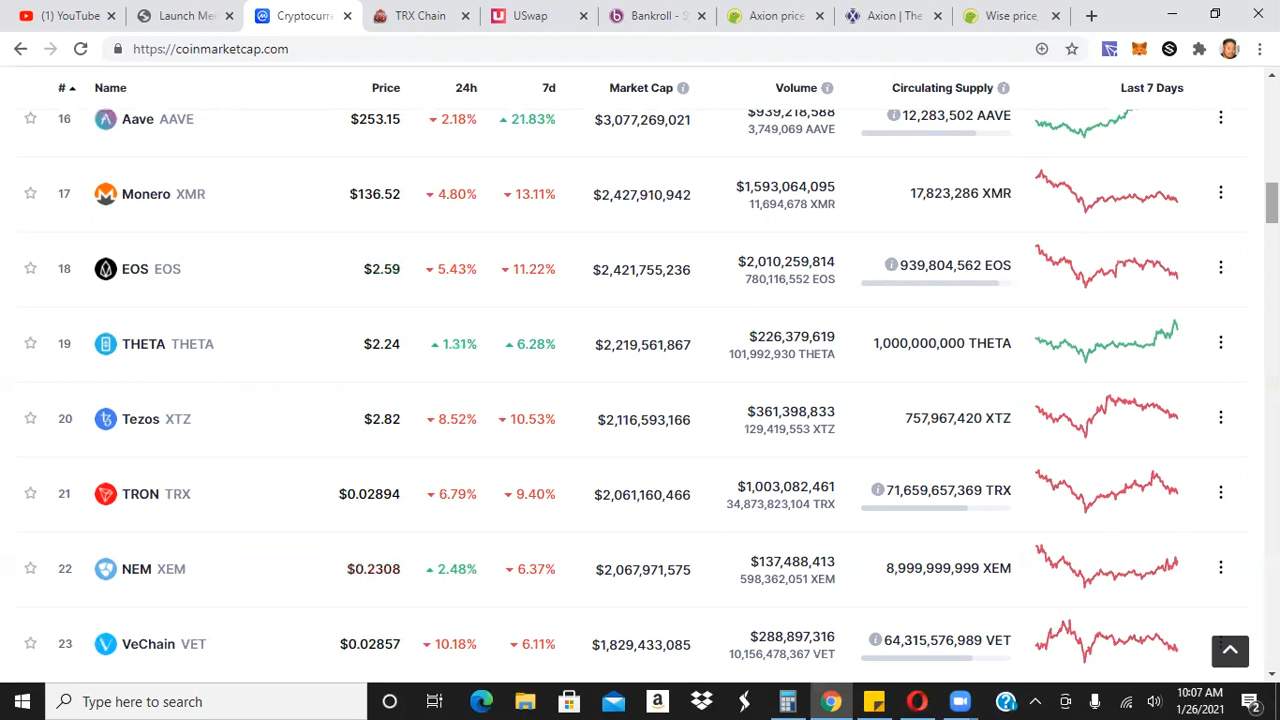 (1) YouTube
Launch Me
Cryptocurr
TRX Chain
USwap
Bankroll - S
Axion price
Axion | The
Wise price,
https://coinmarketcap.com
# Name Price 24h 7d Market Cap Volume Circulating Supply Last 7 Days
16 Aave AAVE $253.15 2.18% 21.83% $3,077,269,021 $939,218,588 12,283,502 AAVE
3,749,069 AAVE
17 Monero XMR $136.52 4.80% 13.11% $2,427,910,942 $1,593,064,095 17,823,286 XMR
11,694,678 XMR
18 EOS EOS $2.59 5.43% 11.22% $2,421,755,236 $2,010,259,814 939,804,562 EOS
780,116,552 EOS
19 THETA THETA $2.24 1.31% 6.28% $2,219,561,867 $226,379,619 1,000,000,000 THETA
101,992,930 THETA
20 Tezos XTZ $2.82 8.52% 10.53% $2,116,593,166 $361,398,833 757,967,420 XTZ
129,419,553 XTZ
21 TRON TRX $0.02894 6.79% 9.40% $2,061,160,466 $1,003,082,461 71,659,657,369 TRX
34,873,823,104 TRX
22 NEM XEM $0.2308 2.48% 6.37% $2,067,971,575 $137,488,413 8,999,999,999 XEM
598,362,051 XEM
23 VeChain VET $0.02857 10.18% 6.11% $1,829,433,085 $288,897,316 64,315,576,989 VET
10,156,478,367 VET
Type here to search
10:07 AM
1/26/2021
2